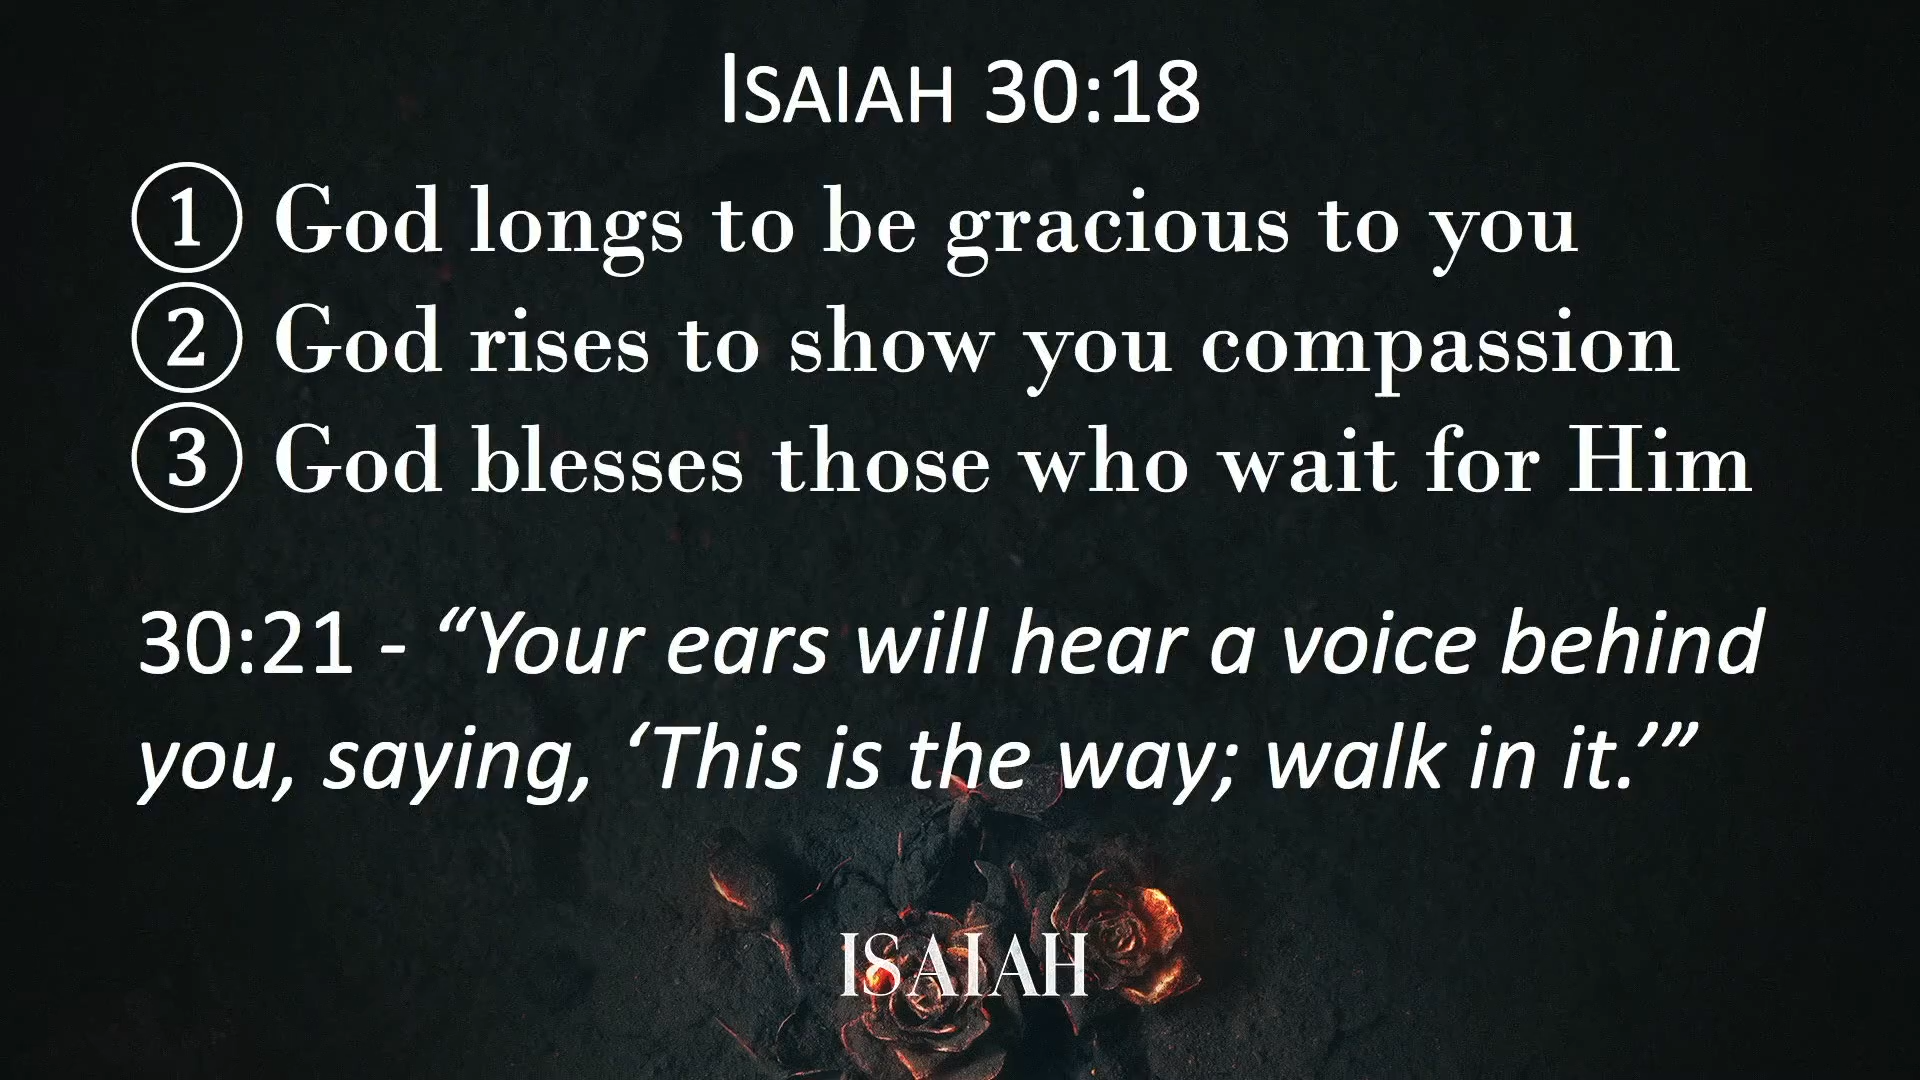 ISAIAH 30:18
① God longs to be gracious to you
② God rises to show you compassion
③ God blesses those who wait for Him
30:21 - “Your ears will hear a voice behind
you, saying, ‘This is the way; walk in it.’”
ISAIAH